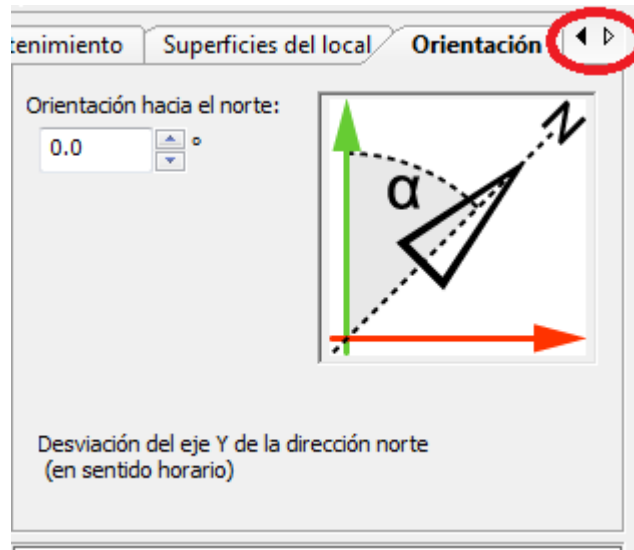 tenimiento Superficies del local Orientación
Orientación hacia el norte:
0.0 °
N
α
Desviación del eje Y de la dirección norte
(en sentido horario)